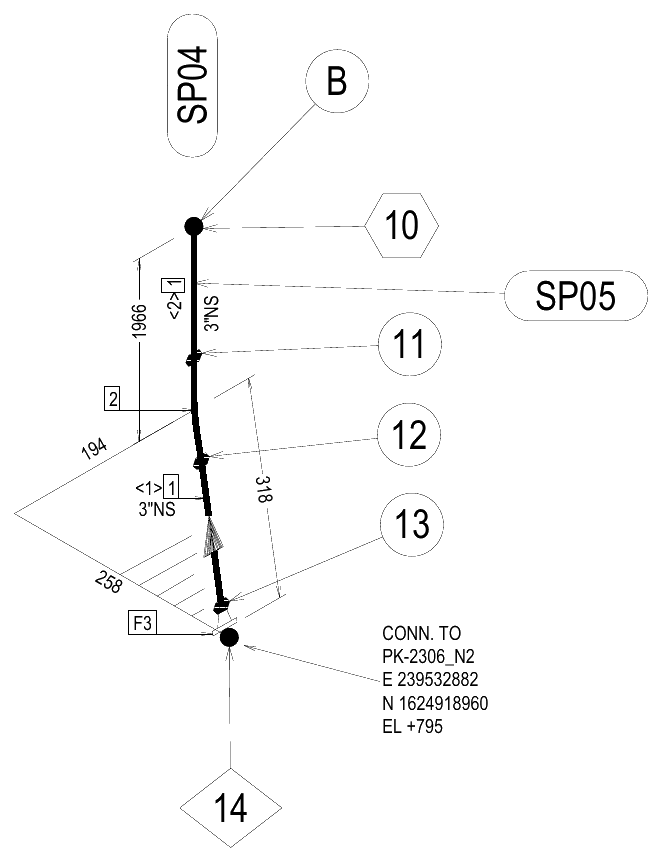 SP04
B
10
<2> 1
3"NS
SP05
1966
11
2
12
194
318
<1> 1
3"NS
13
258
F3
CONN. TO
PK-2306_N2
E 239532882
N 1624918960
EL +795
14